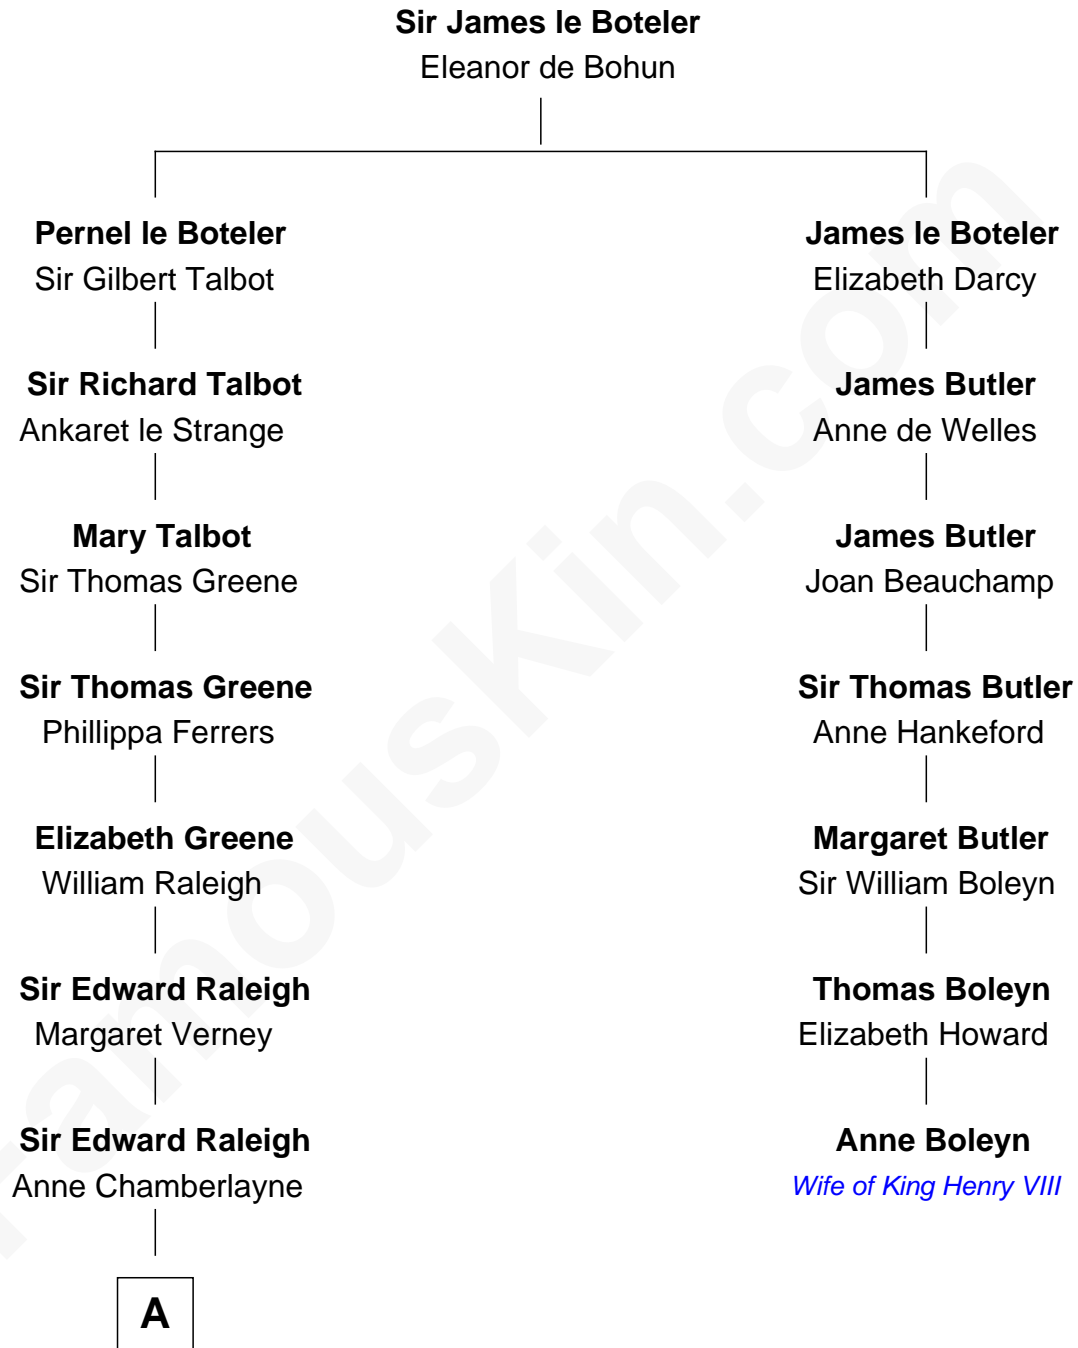 Sir James le Boteler
Eleanor de Bohun
Pernel le Boteler
Sir Gilbert Talbot
Sir Richard Talbot
Ankaret le Strange
Mary Talbot
Sir Thomas Greene
Sir Thomas Greene
Phillippa Ferrers
Elizabeth Greene
William Raleigh
Sir Edward Raleigh
Margaret Verney
Sir Edward Raleigh
Anne Chamberlayne
A
James le Boteler
Elizabeth Darcy
James Butler
Anne de Welles
James Butler
Joan Beauchamp
Sir Thomas Butler
Anne Hankeford
Margaret Butler
Sir William Boleyn
Thomas Boleyn
Elizabeth Howard
Anne Boleyn
Wife of King Henry VIII
FamousKin.com